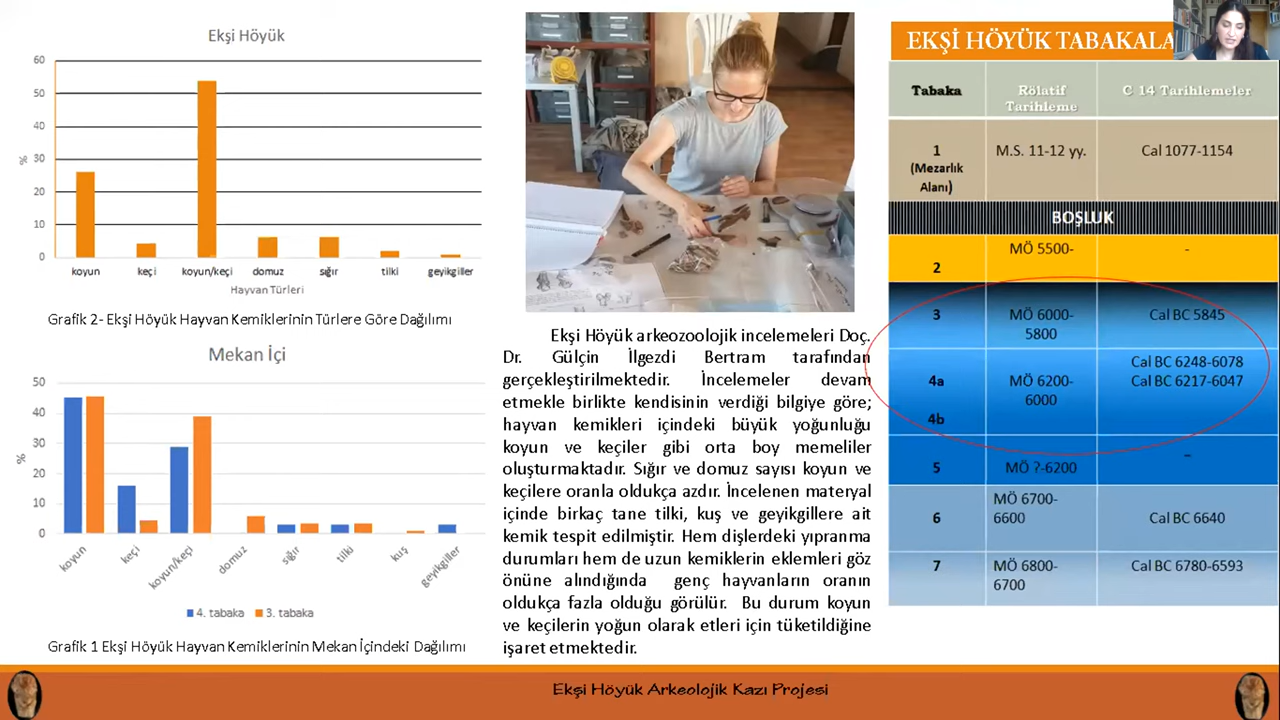 Ekşi Höyük
60
50
40
30
20
10
0
%
koyun keçi koyun/keçi domuz sığır tilki geyikgiller
Hayvan Türleri
Grafik 2- Ekşi Höyük Hayvan Kemiklerinin Türlere Göre Dağılımı
Mekan İçi
50
40
30
20
10
0
%
koyun keçi koyun/keçi domuz sığır tilki kuş geyikgiller
4. tabaka 3. tabaka
Grafik 1 Ekşi Höyük Hayvan Kemiklerinin Mekan İçindeki Dağılımı
Ekşi Höyük arkeozoolojik incelemeleri Doç.
Dr. Gülçin İlgezdi Bertram tarafından
gerçekleştirilmektedir. İncelemeler devam
etmekle birlikte kendisinin verdiği bilgiye göre;
hayvan kemikleri içindeki büyük yoğunluğu
koyun ve keçiler gibi orta boy memeliler
oluşturmaktadır. Sığır ve domuz sayısı koyun ve
keçilere oranla oldukça azdır. İncelenen materyal
içinde birkaç tane tilki, kuş ve geyikgillere ait
kemik tespit edilmiştir. Hem dişlerdeki yıpranma
durumları hem de uzun kemiklerin eklemleri göz
önüne alındığında genç hayvanların oranın
oldukça fazla olduğu görülür. Bu durum koyun
ve keçilerin yoğun olarak etleri için tüketildiğine
işaret etmektedir.
EKŞİ HÖYÜK TABAKALA
Tabaka Rölatif Tarihleme C 14 Tarihlemeler
1 (Mezarlık Alanı) M.S. 11-12 yy. Cal 1077-1154
BOŞLUK
2 MÖ 5500- -
3 MÖ 6000-5800 Cal BC 5845
Cal BC 6248-6078
4a MÖ 6200-6000 Cal BC 6217-6047
4b
5 MÖ ?-6200 –
6 MÖ 6700-6600 Cal BC 6640
7 MÖ 6800-6700 Cal BC 6780-6593
Ekşi Höyük Arkeolojik Kazı Projesi